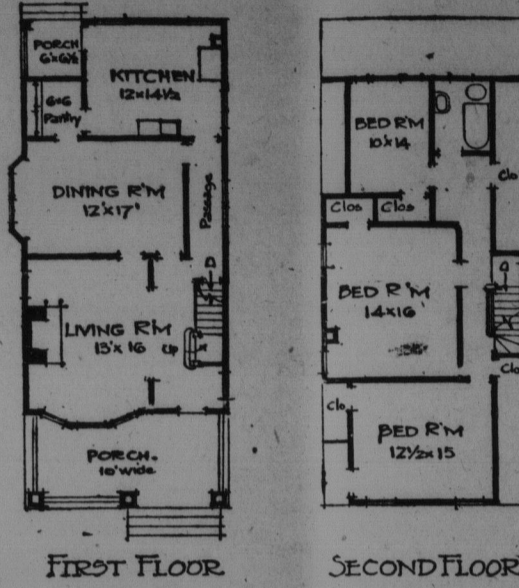 PORCH
6'x6½
KITCHEN
12x14½
6x6
Pantry
DINING R'M
12'x17'
Passage
D
LIVING R'M
13'x16
Up
PORCH.
10' wide
FIRST FLOOR
BED R'M
10x14
Clo
Clos
Clos
D
BED R'M
14x16
Clo
Clo
BED R'M
12½x15
SECOND FLOOR